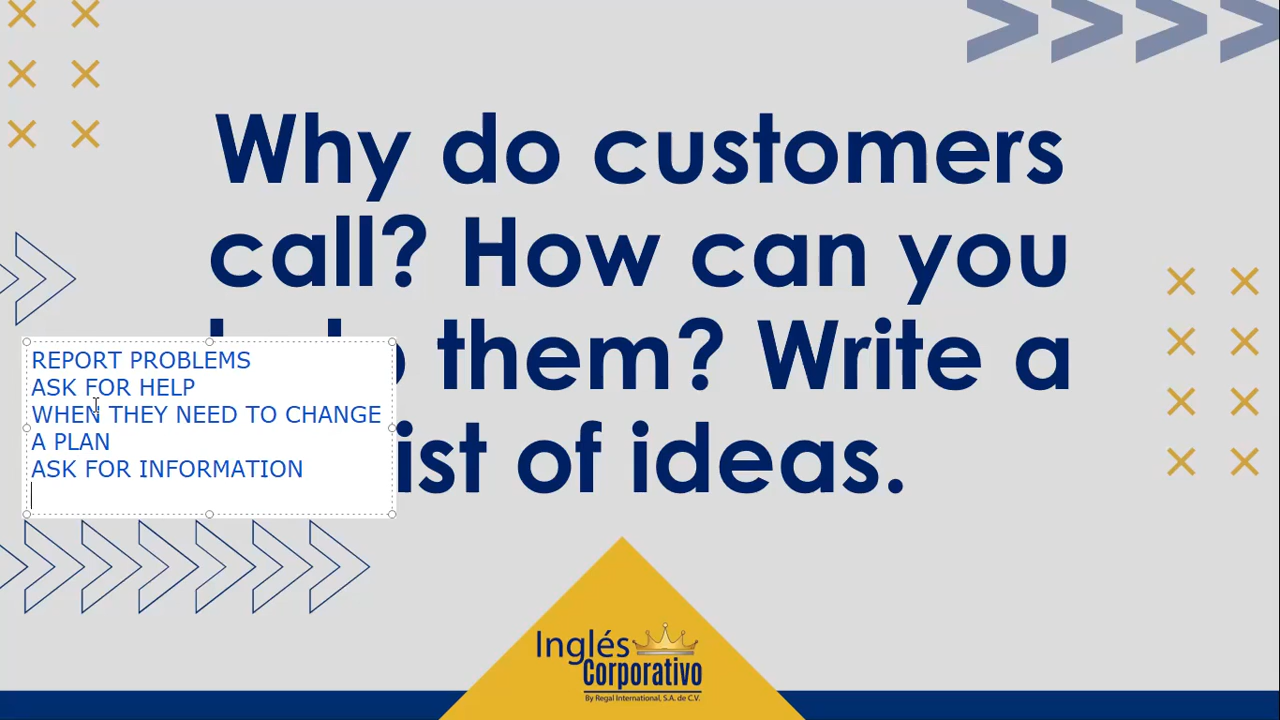 Why do customers
call? How can you
them? Write a
ist of ideas.
REPORT PROBLEMS
ASK FOR HELP
WHEN THEY NEED TO CHANGE
A PLAN
ASK FOR INFORMATION
Inglés
Corporativo
By Regal International, S.A. de C.V.